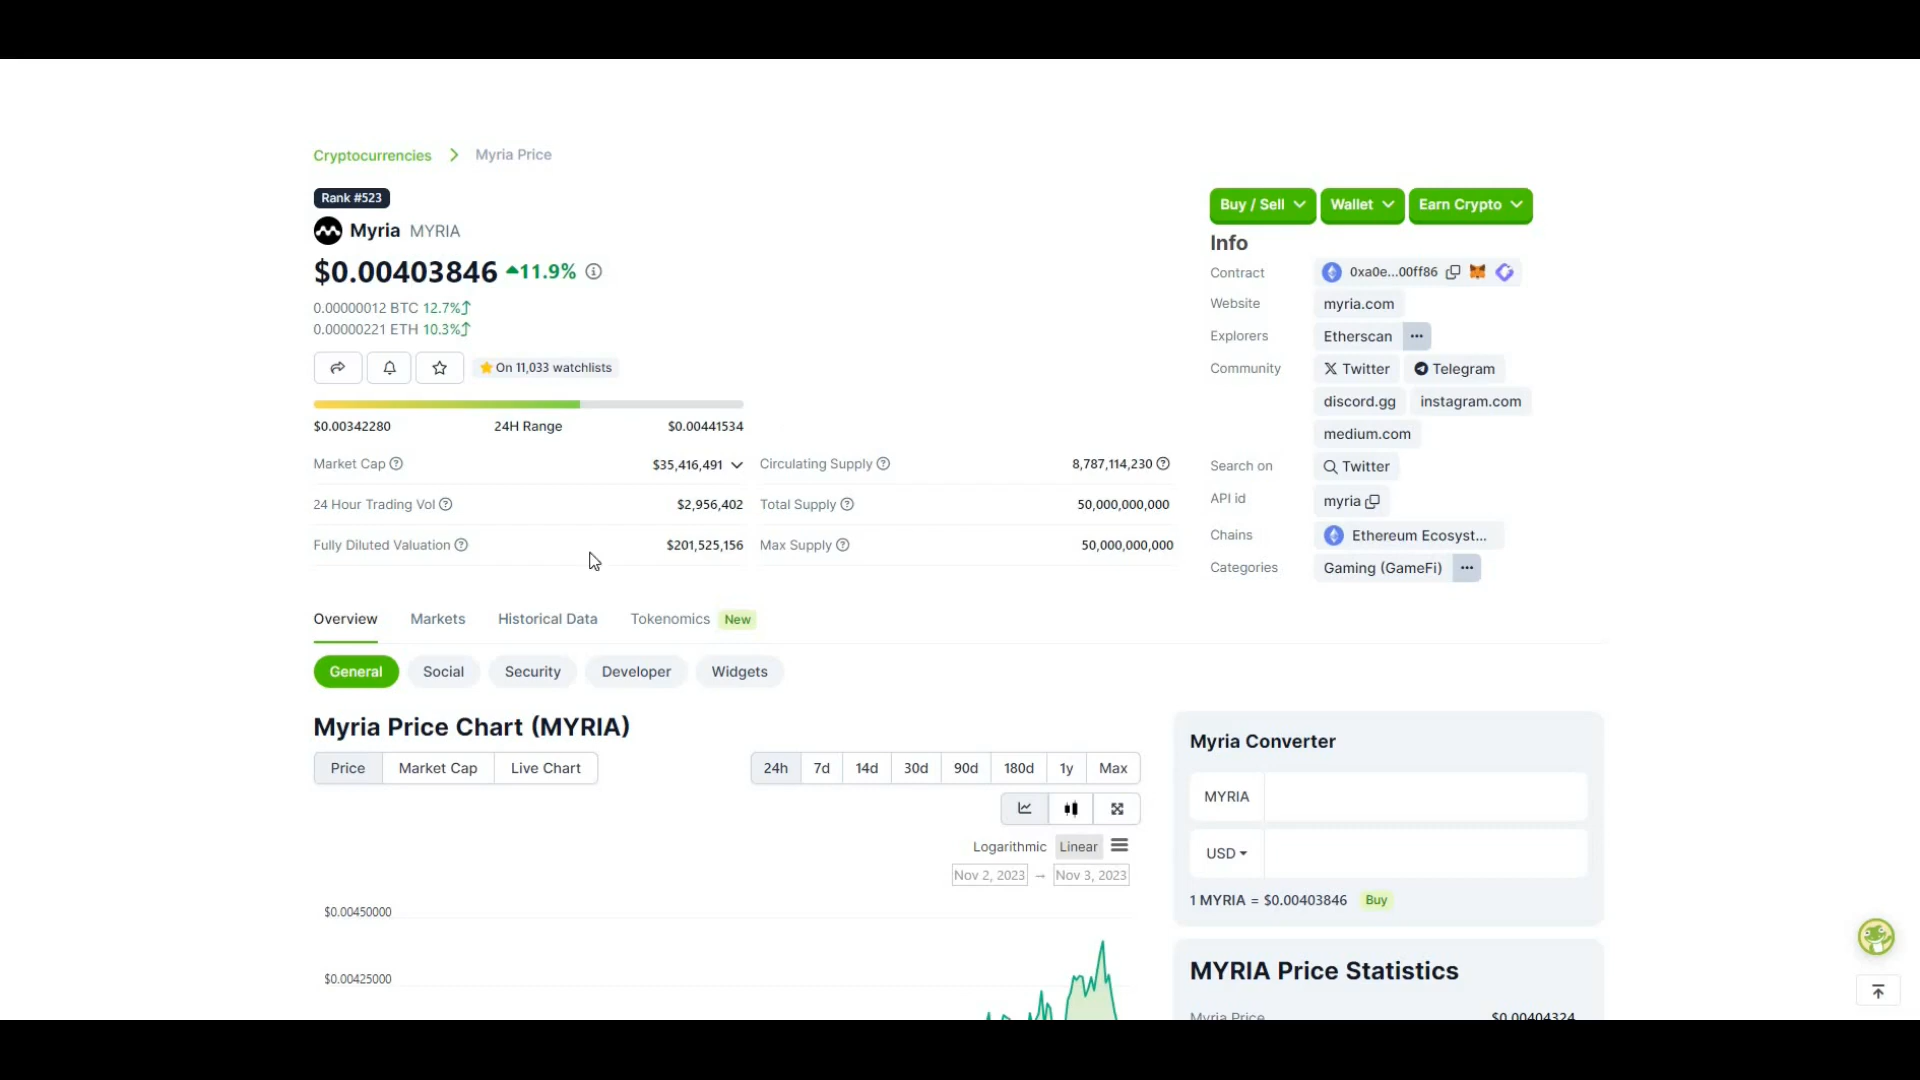 Cryptocurrencies > Myria Price
Rank #523
Myria MYRIA
$0.00403846 11.9%
0.00000012 BTC 12.7%
0.00000221 ETH 10.3%
On 11,033 watchlists
$0.00342280 24H Range $0.00441534
Market Cap $35,416,491
24 Hour Trading Vol $2,956,402
Fully Diluted Valuation $201,525,156
Circulating Supply 8,787,114,230
Total Supply 50,000,000,000
Max Supply 50,000,000,000
Buy / Sell Wallet Earn Crypto
Info
Contract 0xa0e...00ff86
Website myria.com
Explorers Etherscan ...
Community X Twitter Telegram
discord.gg instagram.com
medium.com
Search on Twitter
API id myria
Chains Ethereum Ecosyst...
Categories Gaming (GameFi) ...
Overview Markets Historical Data Tokenomics New
General Social Security Developer Widgets
Myria Price Chart (MYRIA)
Price Market Cap Live Chart
24h 7d 14d 30d 90d 180d 1y Max
Logarithmic Linear
Nov 2, 2023 → Nov 3, 2023
$0.00450000
$0.00425000
Myria Converter
MYRIA
USD
1 MYRIA = $0.00403846 Buy
MYRIA Price Statistics
Myria Price $0.00404324